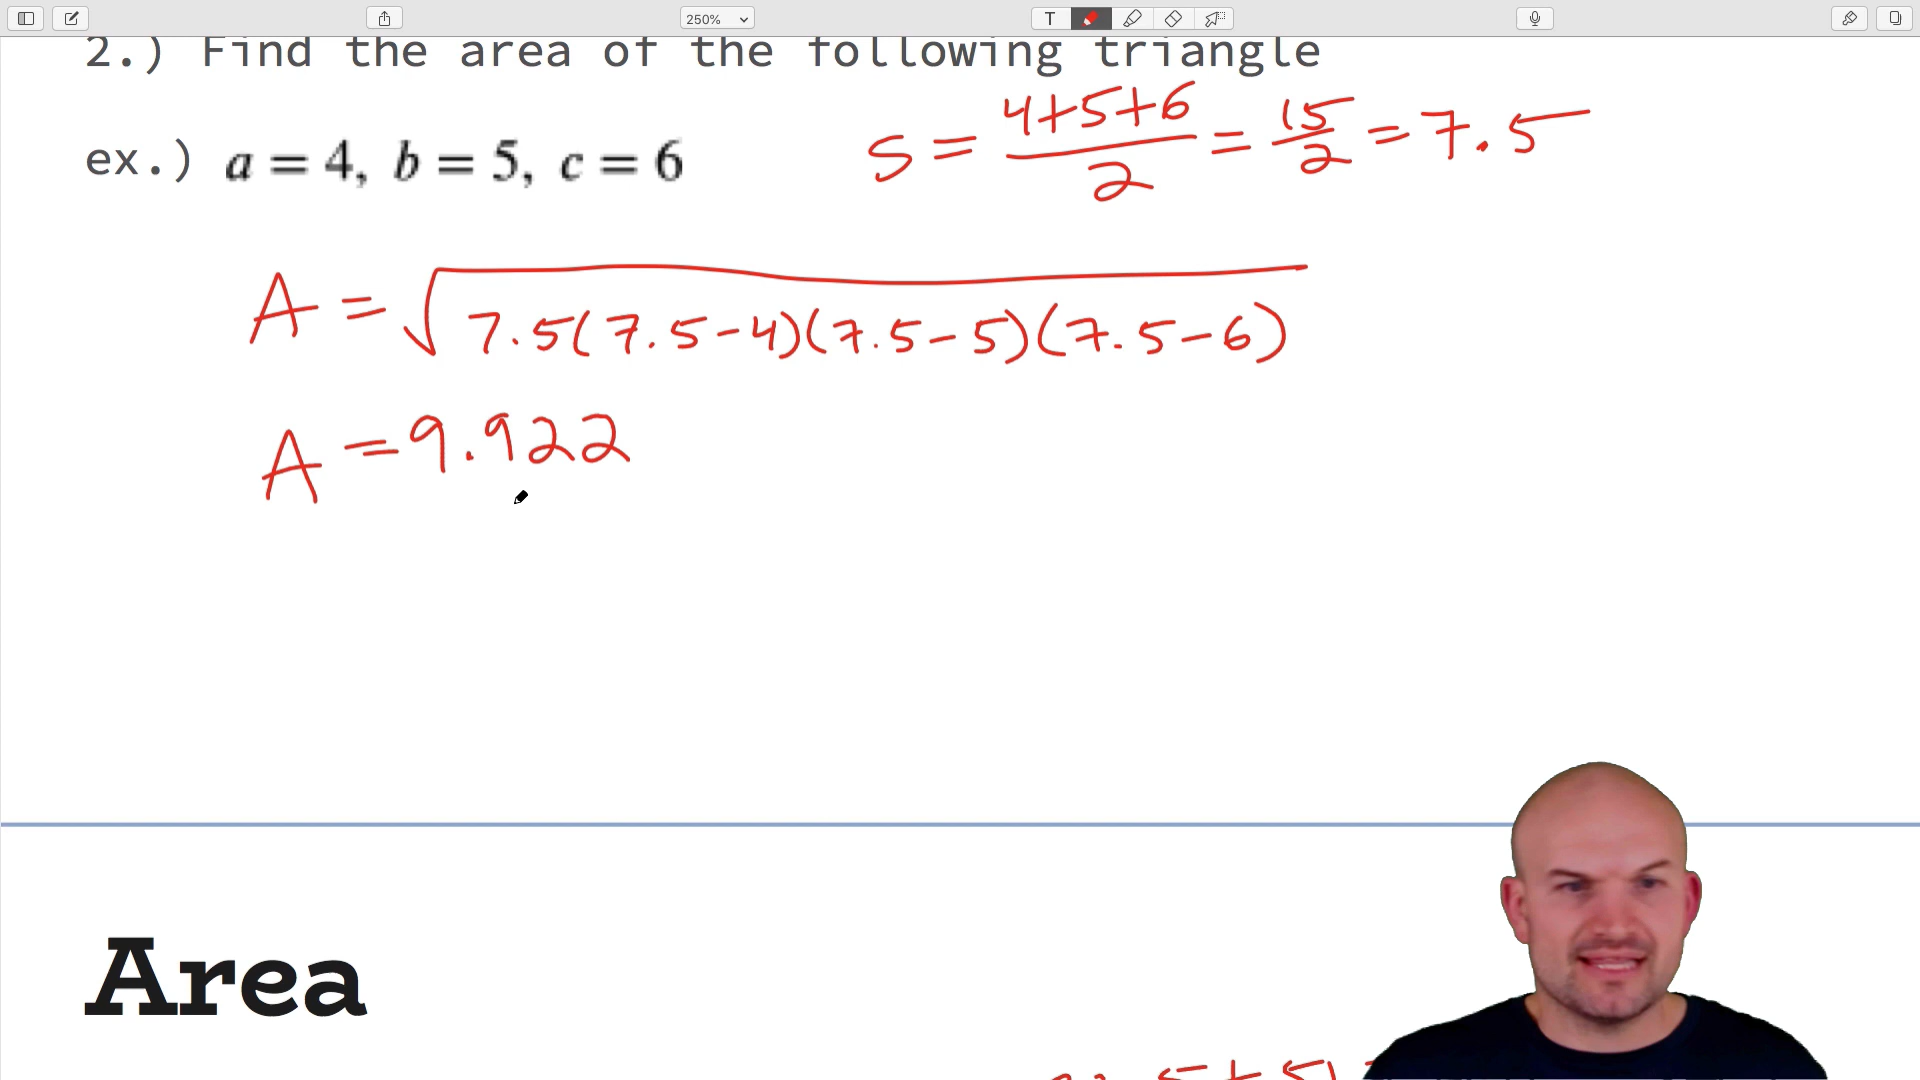 250%
T
2.) Find the area of the following triangle
ex.) a = 4, b = 5, c = 6
S = 4+5+6/2 = 15/2 = 7.5
A = √7.5(7.5-4)(7.5-5)(7.5-6)
A = 9.922
Area